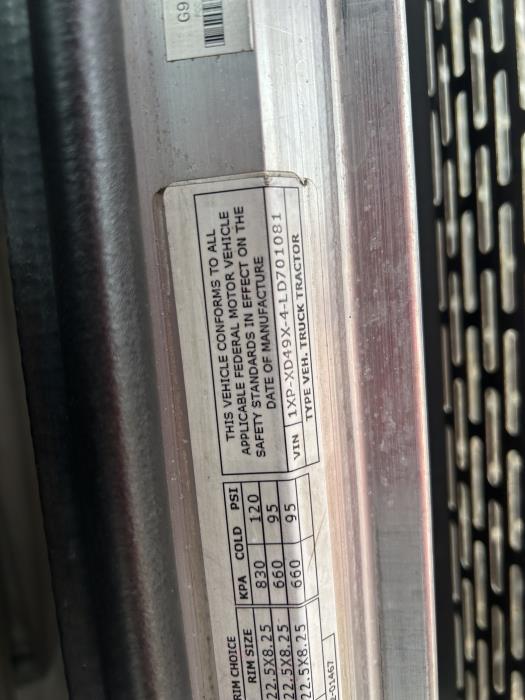 G9
RIM CHOICE
RIM SIZE
KPA COLD PSI
22.5X8.25 830 120
22.5X8.25 660 95
22.5X8.25 660 95
-01A67
THIS VEHICLE CONFORMS TO ALL
APPLICABLE FEDERAL MOTOR VEHICLE
SAFETY STANDARDS IN EFFECT ON THE
DATE OF MANUFACTURE
VIN 1XP-XD49X-4-LD701081
TYPE VEH. TRUCK TRACTOR